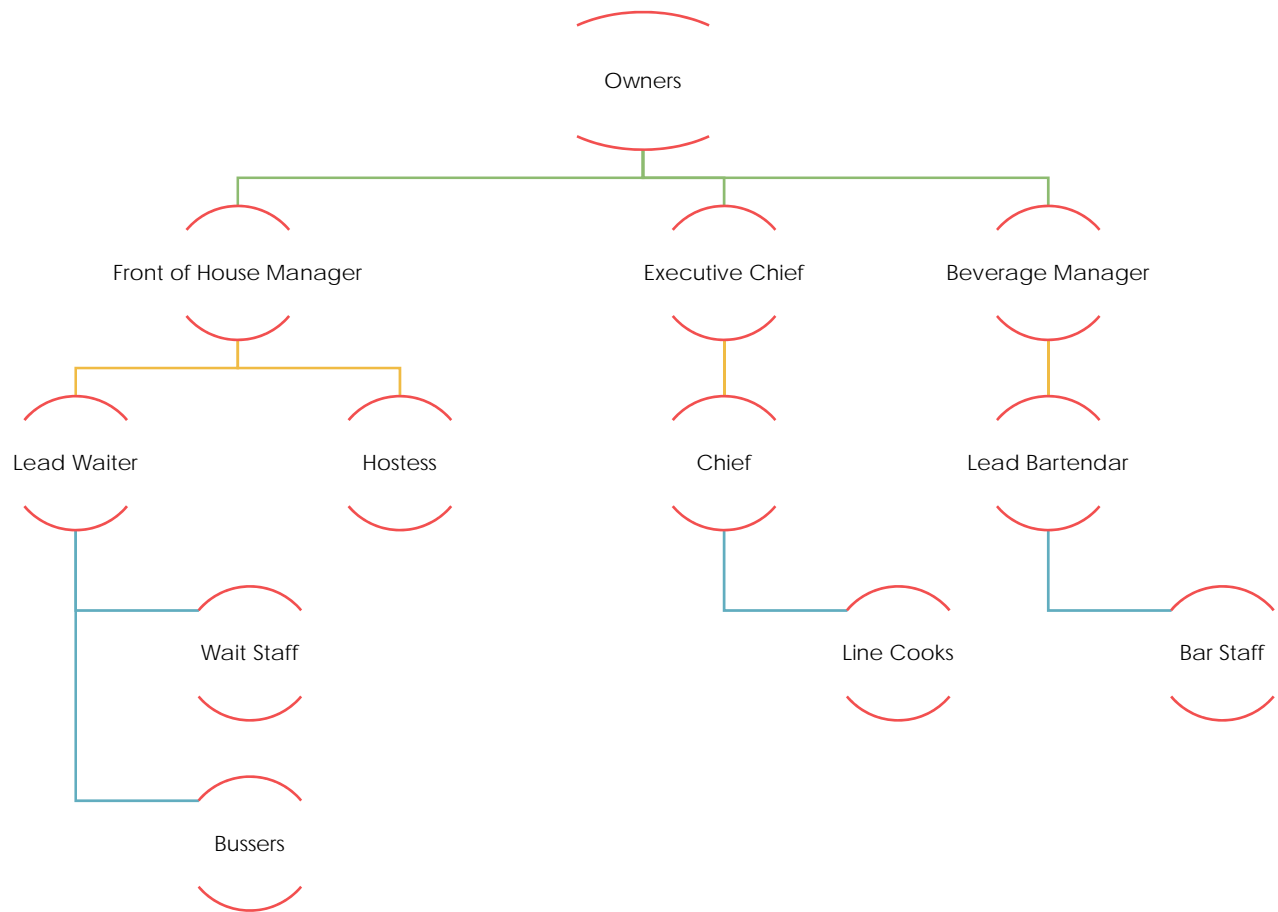 Owners
Front of House Manager
Executive Chief
Beverage Manager
Lead Waiter
Hostess
Chief
Lead Bartendar
Wait Staff
Line Cooks
Bar Staff
Bussers